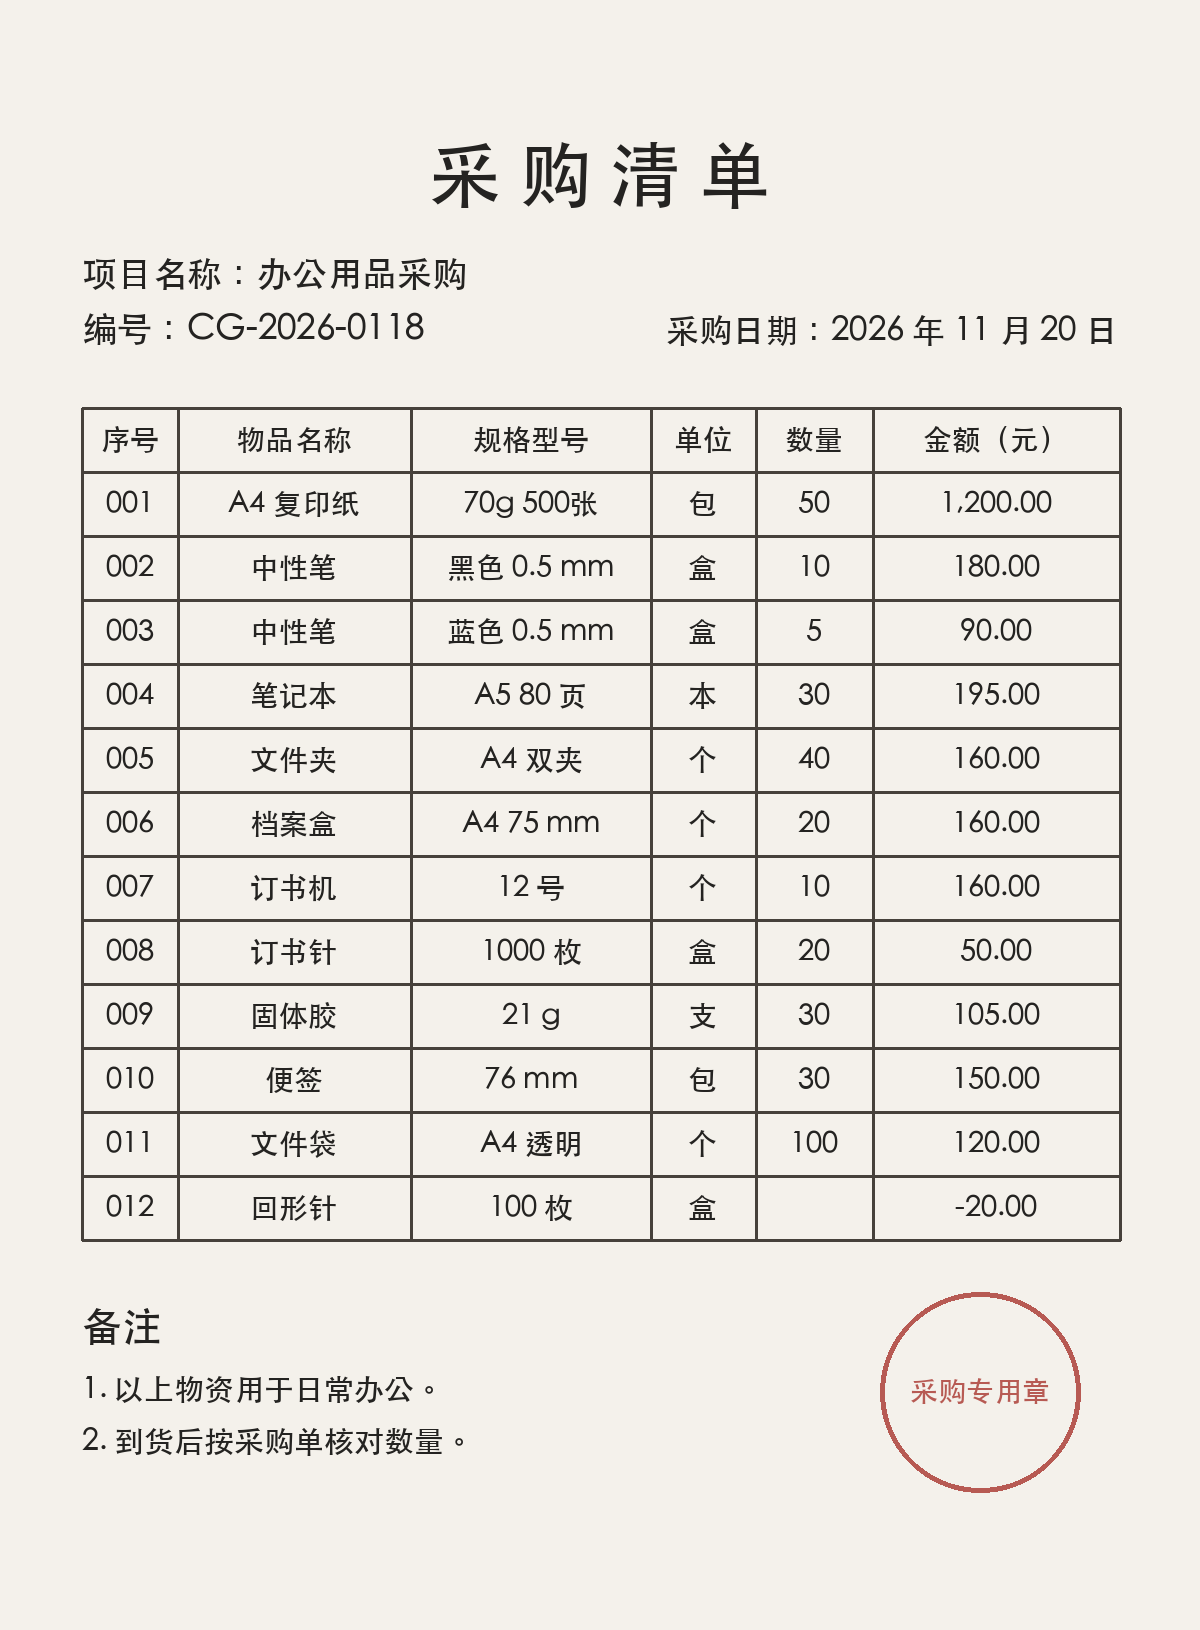 采购清单
项目名称：办公用品采购
编号：CG-2026-0118 采购日期：2026 年 11 月 20 日
序号 物品名称 规格型号 单位 数量 金额（元）
001 A4 复印纸 70g 500张 包 50 1,200.00
002 中性笔 黑色 0.5 mm 盒 10 180.00
003 中性笔 蓝色 0.5 mm 盒 5 90.00
004 笔记本 A5 80 页 本 30 195.00
005 文件夹 A4 双夹 个 40 160.00
006 档案盒 A4 75 mm 个 20 160.00
007 订书机 12 号 个 10 160.00
008 订书针 1000 枚 盒 20 50.00
009 固体胶 21 g 支 30 105.00
010 便签 76 mm 包 30 150.00
011 文件袋 A4 透明 个 100 120.00
012 回形针 100 枚 盒 -20.00
备注
1. 以上物资用于日常办公。
2. 到货后按采购单核对数量。
采购专用章